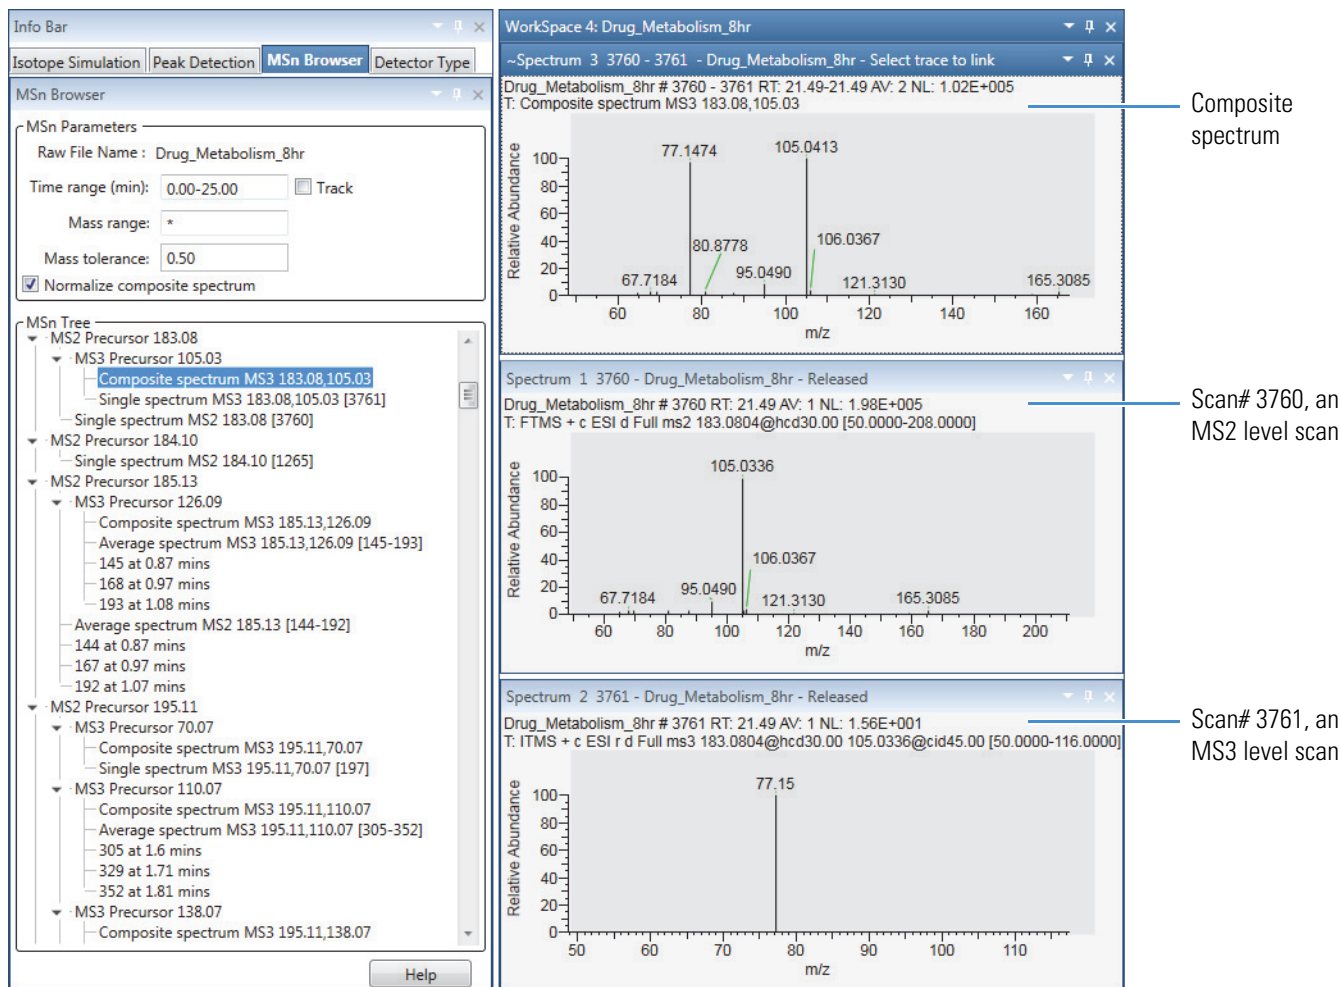 Info Bar
Isotope Simulation Peak Detection MSn Browser Detector Type
MSn Browser
MSn Parameters
Raw File Name : Drug_Metabolism_8hr
Time range (min): 0.00-25.00 Track
Mass range: *
Mass tolerance: 0.50
Normalize composite spectrum
MSn Tree
MS2 Precursor 183.08
MS3 Precursor 105.03
Composite spectrum MS3 183.08,105.03
Single spectrum MS3 183.08,105.03 [3761]
Single spectrum MS2 183.08 [3760]
MS2 Precursor 184.10
Single spectrum MS2 184.10 [1265]
MS2 Precursor 185.13
MS3 Precursor 126.09
Composite spectrum MS3 185.13,126.09
Average spectrum MS3 185.13,126.09 [145-193]
145 at 0.87 mins
168 at 0.97 mins
193 at 1.08 mins
Average spectrum MS2 185.13 [144-192]
144 at 0.87 mins
167 at 0.97 mins
192 at 1.07 mins
MS2 Precursor 195.11
MS3 Precursor 70.07
Composite spectrum MS3 195.11,70.07
Single spectrum MS3 195.11,70.07 [197]
MS3 Precursor 110.07
Composite spectrum MS3 195.11,110.07
Average spectrum MS3 195.11,110.07 [305-352]
305 at 1.6 mins
329 at 1.71 mins
352 at 1.81 mins
MS3 Precursor 138.07
Composite spectrum MS3 195.11,138.07
Help
WorkSpace 4: Drug_Metabolism_8hr
~Spectrum 3 3760 - 3761 - Drug_Metabolism_8hr - Select trace to link
Drug_Metabolism_8hr # 3760 - 3761 RT: 21.49-21.49 AV: 2 NL: 1.02E+005
T: Composite spectrum MS3 183.08,105.03
Relative Abundance
100
80
60
40
20
0
77.1474 105.0413
80.8778 106.0367
67.7184 95.0490 121.3130 165.3085
60 80 100 120 140 160
m/z
Composite
spectrum
Spectrum 1 3760 - Drug_Metabolism_8hr - Released
Drug_Metabolism_8hr # 3760 RT: 21.49 AV: 1 NL: 1.98E+005
T: FTMS + c ESI d Full ms2 183.0804@hcd30.00 [50.0000-208.0000]
Relative Abundance
100
80
60
40
20
0
105.0336
106.0367
67.7184 95.0490 121.3130 165.3085
60 80 100 120 140 160 180 200
m/z
Scan# 3760, an
MS2 level scan
Spectrum 2 3761 - Drug_Metabolism_8hr - Released
Drug_Metabolism_8hr # 3761 RT: 21.49 AV: 1 NL: 1.56E+001
T: ITMS + c ESI r d Full ms3 183.0804@hcd30.00 105.0336@cid45.00 [50.0000-116.0000]
Relative Abundance
100
80
60
40
20
0
77.15
50 60 70 80 90 100 110
m/z
Scan# 3761, an
MS3 level scan